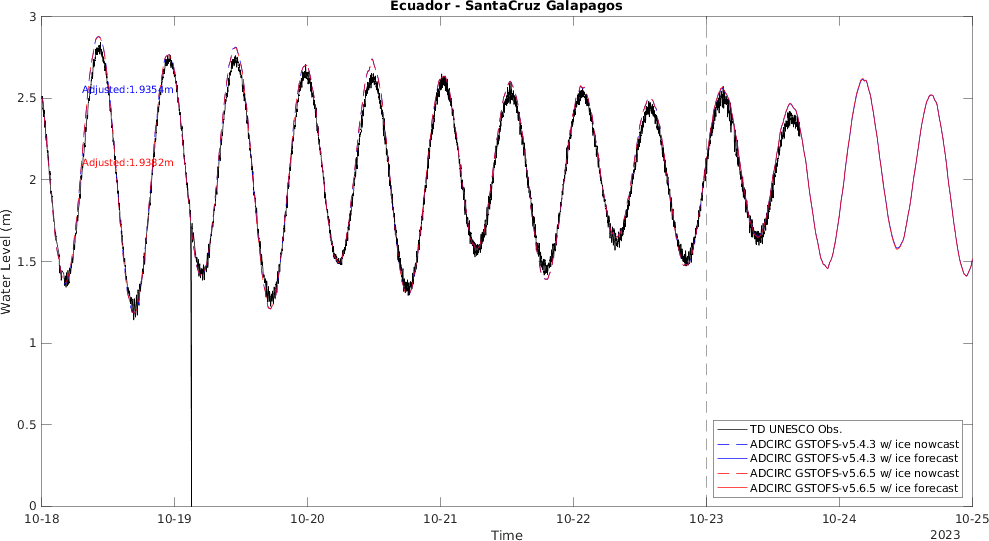 Ecuador - SantaCruz Galapagos
3
2.5
2
1.5
1
0.5
0
Water Level (m)
Adjusted:1.9354m
Adjusted:1.9382m
TD UNESCO Obs.
ADCIRC GSTOFS-v5.4.3 w/ ice nowcast
ADCIRC GSTOFS-v5.4.3 w/ ice forecast
ADCIRC GSTOFS-v5.6.5 w/ ice nowcast
ADCIRC GSTOFS-v5.6.5 w/ ice forecast
10-18 10-19 10-20 10-21 10-22 10-23 10-24 10-25
Time
2023